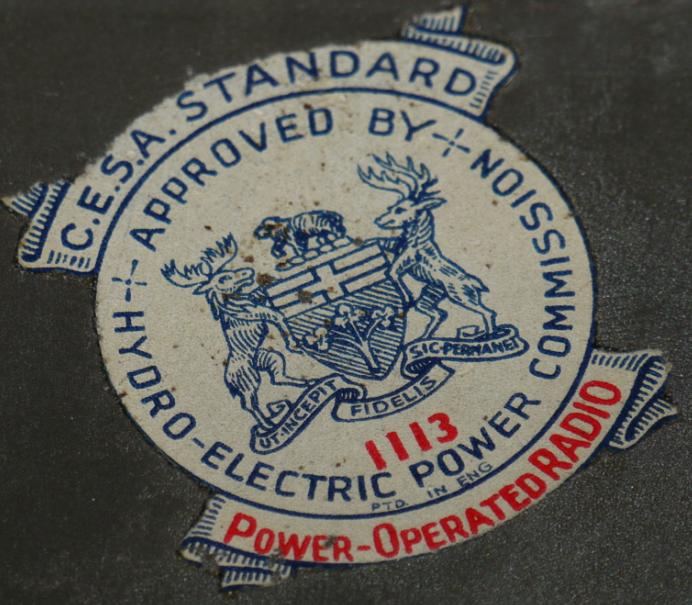 C.E.S.A. STANDARD
APPROVED BY
HYDRO-ELECTRIC POWER COMMISSION
UT·INCEPIT
FIDELIS
SIC·PERMANET
1113
PTD. IN ENG
POWER-OPERATED RADIO